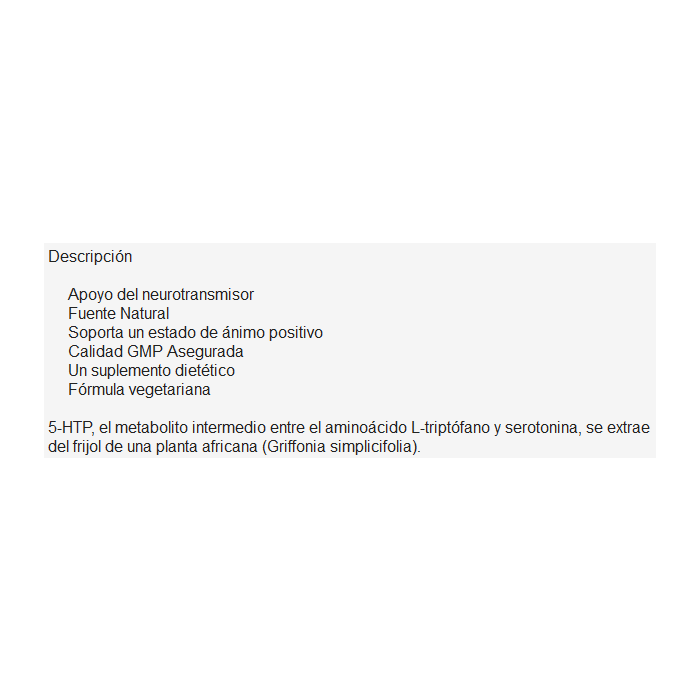 Descripción
Apoyo del neurotransmisor
Fuente Natural
Soporta un estado de ánimo positivo
Calidad GMP Asegurada
Un suplemento dietético
Fórmula vegetariana
5-HTP, el metabolito intermedio entre el aminoácido L-triptófano y serotonina, se extrae
del frijol de una planta africana (Griffonia simplicifolia).